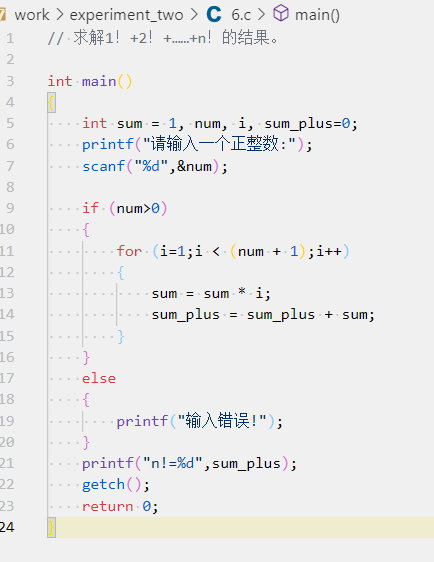 work > experiment_two > C 6.c > main()
1 // 求解1! +2! +……+n! 的结果。
2
3 int main()
4 {
5 int sum = 1, num, i, sum_plus=0;
6 printf("请输入一个正整数:");
7 scanf("%d",&num);
8
9 if (num>0)
10 {
11 for (i=1;i < (num + 1);i++)
12 {
13 sum = sum * i;
14 sum_plus = sum_plus + sum;
15 }
16 }
17 else
18 {
19 printf("输入错误!");
20 }
21 printf("n!=%d",sum_plus);
22 getch();
23 return 0;
24 }